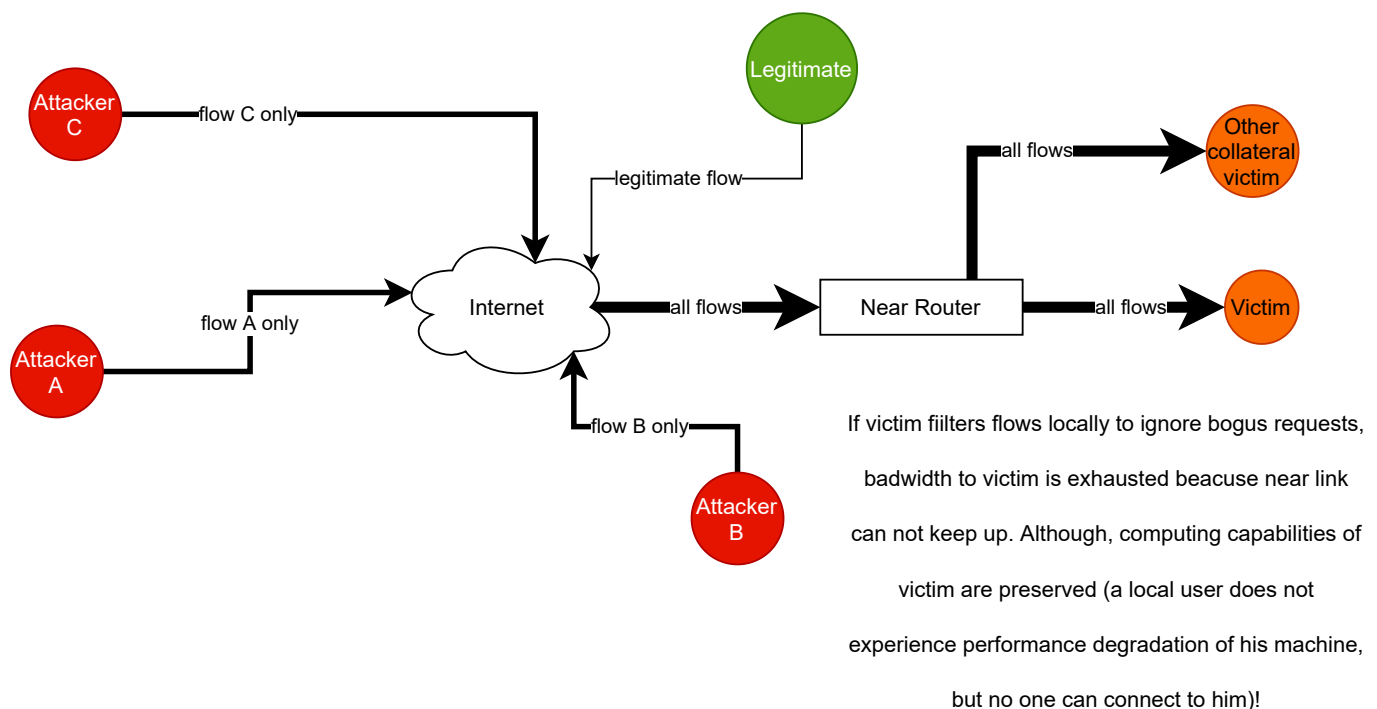 Legitimate
Attacker
C
flow C only
Other
collateral
victim
all flows
legitimate flow
Internet
all flows
Near Router
all flows
Victim
flow A only
Attacker
A
flow B only
Attacker
B
If victim fiilters flows locally to ignore bogus requests,
badwidth to victim is exhausted beacuse near link
can not keep up. Although, computing capabilities of
victim are preserved (a local user does not
experience performance degradation of his machine,
but no one can connect to him)!